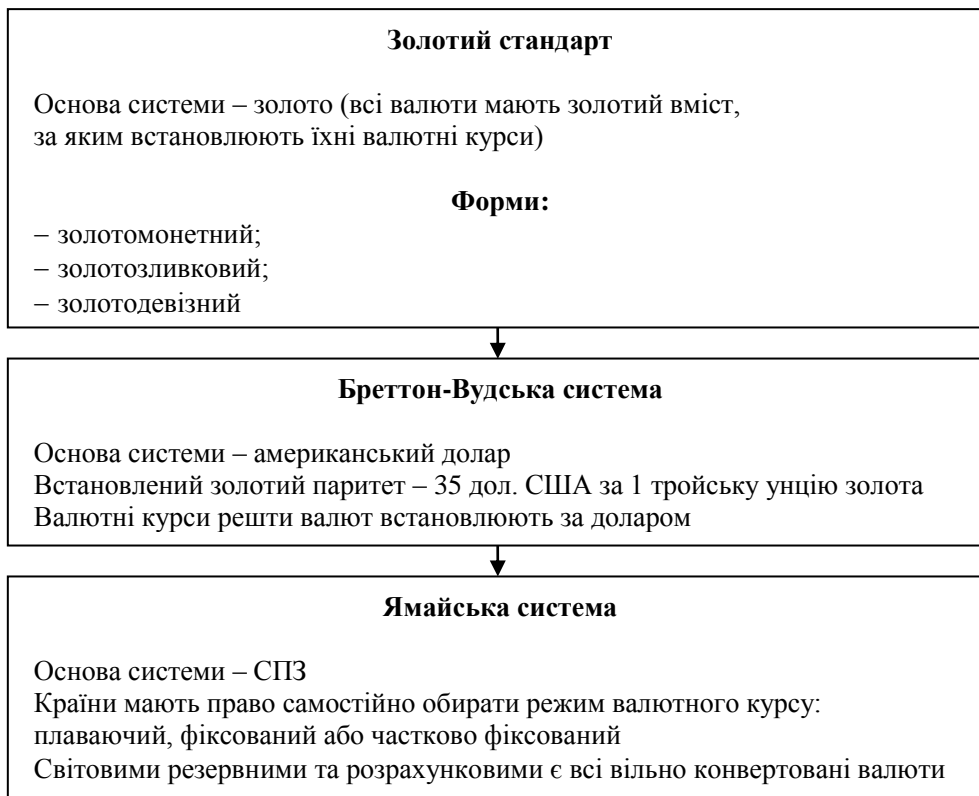 Золотий стандарт
Основа системи – золото (всі валюти мають золотий вміст,
за яким встановлюють їхні валютні курси)
Форми:
– золотомонетний;
– золотозливковий;
– золотодевізний
Бреттон-Вудська система
Основа системи – американський долар
Встановлений золотий паритет – 35 дол. США за 1 тройську унцію золота
Валютні курси решти валют встановлюють за доларом
Ямайська система
Основа системи – СПЗ
Країни мають право самостійно обирати режим валютного курсу:
плаваючий, фіксований або частково фіксований
Світовими резервними та розрахунковими є всі вільно конвертовані валюти